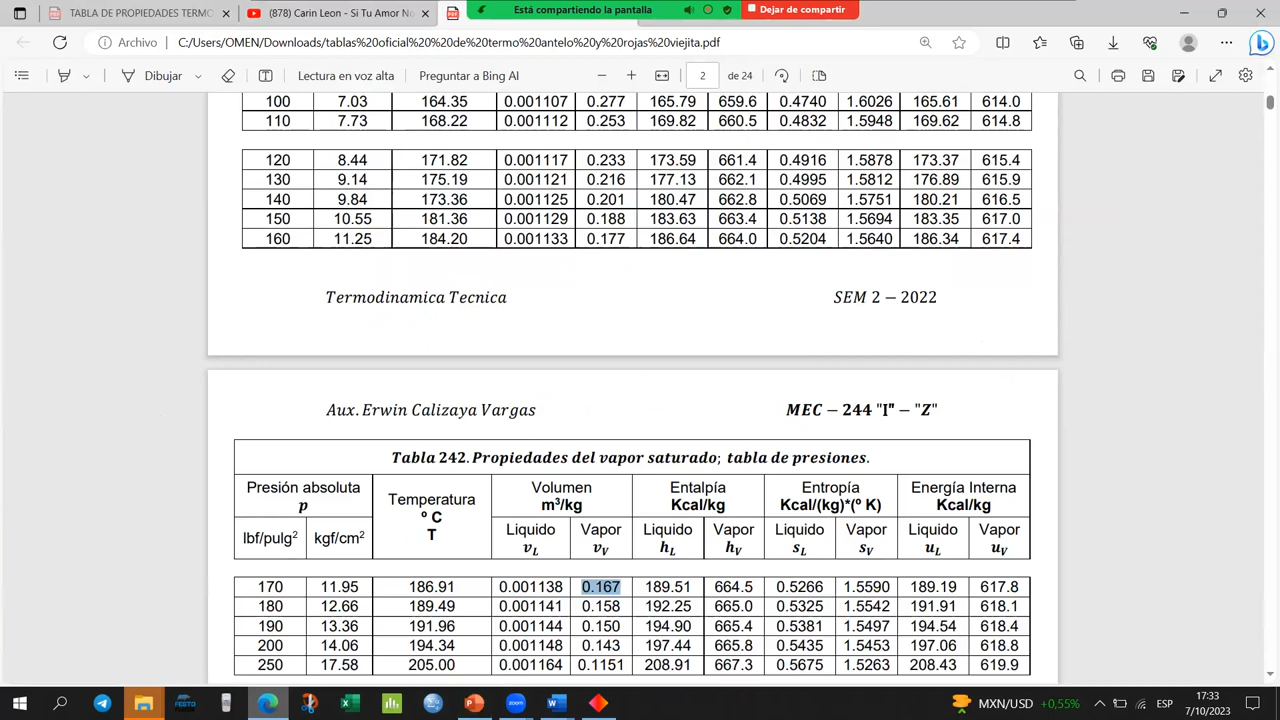 TABLA DE PROPIEDADES TERMO
(878) Carin Leon - Si Tu Amor No
Está compartiendo la pantalla
Dejar de compartir
Archivo
C:/Users/OMEN/Downloads/tablas%20oficial%20%20de%20termo%20antelo%20y%20rojas%20viejita.pdf
Dibujar
Lectura en voz alta
Preguntar a Bing AI
2
de 24
100 7.03 164.35 0.001107 0.277 165.79 659.6 0.4740 1.6026 165.61 614.0
110 7.73 168.22 0.001112 0.253 169.82 660.5 0.4832 1.5948 169.62 614.8
120 8.44 171.82 0.001117 0.233 173.59 661.4 0.4916 1.5878 173.37 615.4
130 9.14 175.19 0.001121 0.216 177.13 662.1 0.4995 1.5812 176.89 615.9
140 9.84 173.36 0.001125 0.201 180.47 662.8 0.5069 1.5751 180.21 616.5
150 10.55 181.36 0.001129 0.188 183.63 663.4 0.5138 1.5694 183.35 617.0
160 11.25 184.20 0.001133 0.177 186.64 664.0 0.5204 1.5640 186.34 617.4
Termodinamica Tecnica
SEM 2 − 2022
Aux. Erwin Calizaya Vargas
MEC − 244 "I" − "Z"
Tabla 242. Propiedades del vapor saturado; tabla de presiones.
Presión absoluta
p
Temperatura
º C
T
Volumen
m³/kg
Entalpía
Kcal/kg
Entropía
Kcal/(kg)*(º K)
Energía Interna
Kcal/kg
lbf/pulg² kgf/cm²
Liquido Vapor Liquido Vapor Liquido Vapor Liquido Vapor
vL vV hL hV sL sV uL uV
170 11.95 186.91 0.001138 0.167 189.51 664.5 0.5266 1.5590 189.19 617.8
180 12.66 189.49 0.001141 0.158 192.25 665.0 0.5325 1.5542 191.91 618.1
190 13.36 191.96 0.001144 0.150 194.90 665.4 0.5381 1.5497 194.54 618.4
200 14.06 194.34 0.001148 0.143 197.44 665.8 0.5435 1.5453 197.06 618.8
250 17.58 205.00 0.001164 0.1151 208.91 667.3 0.5675 1.5263 208.43 619.9
FESTO
zoom
MXN/USD +0,55%
ESP
17:33
7/10/2023